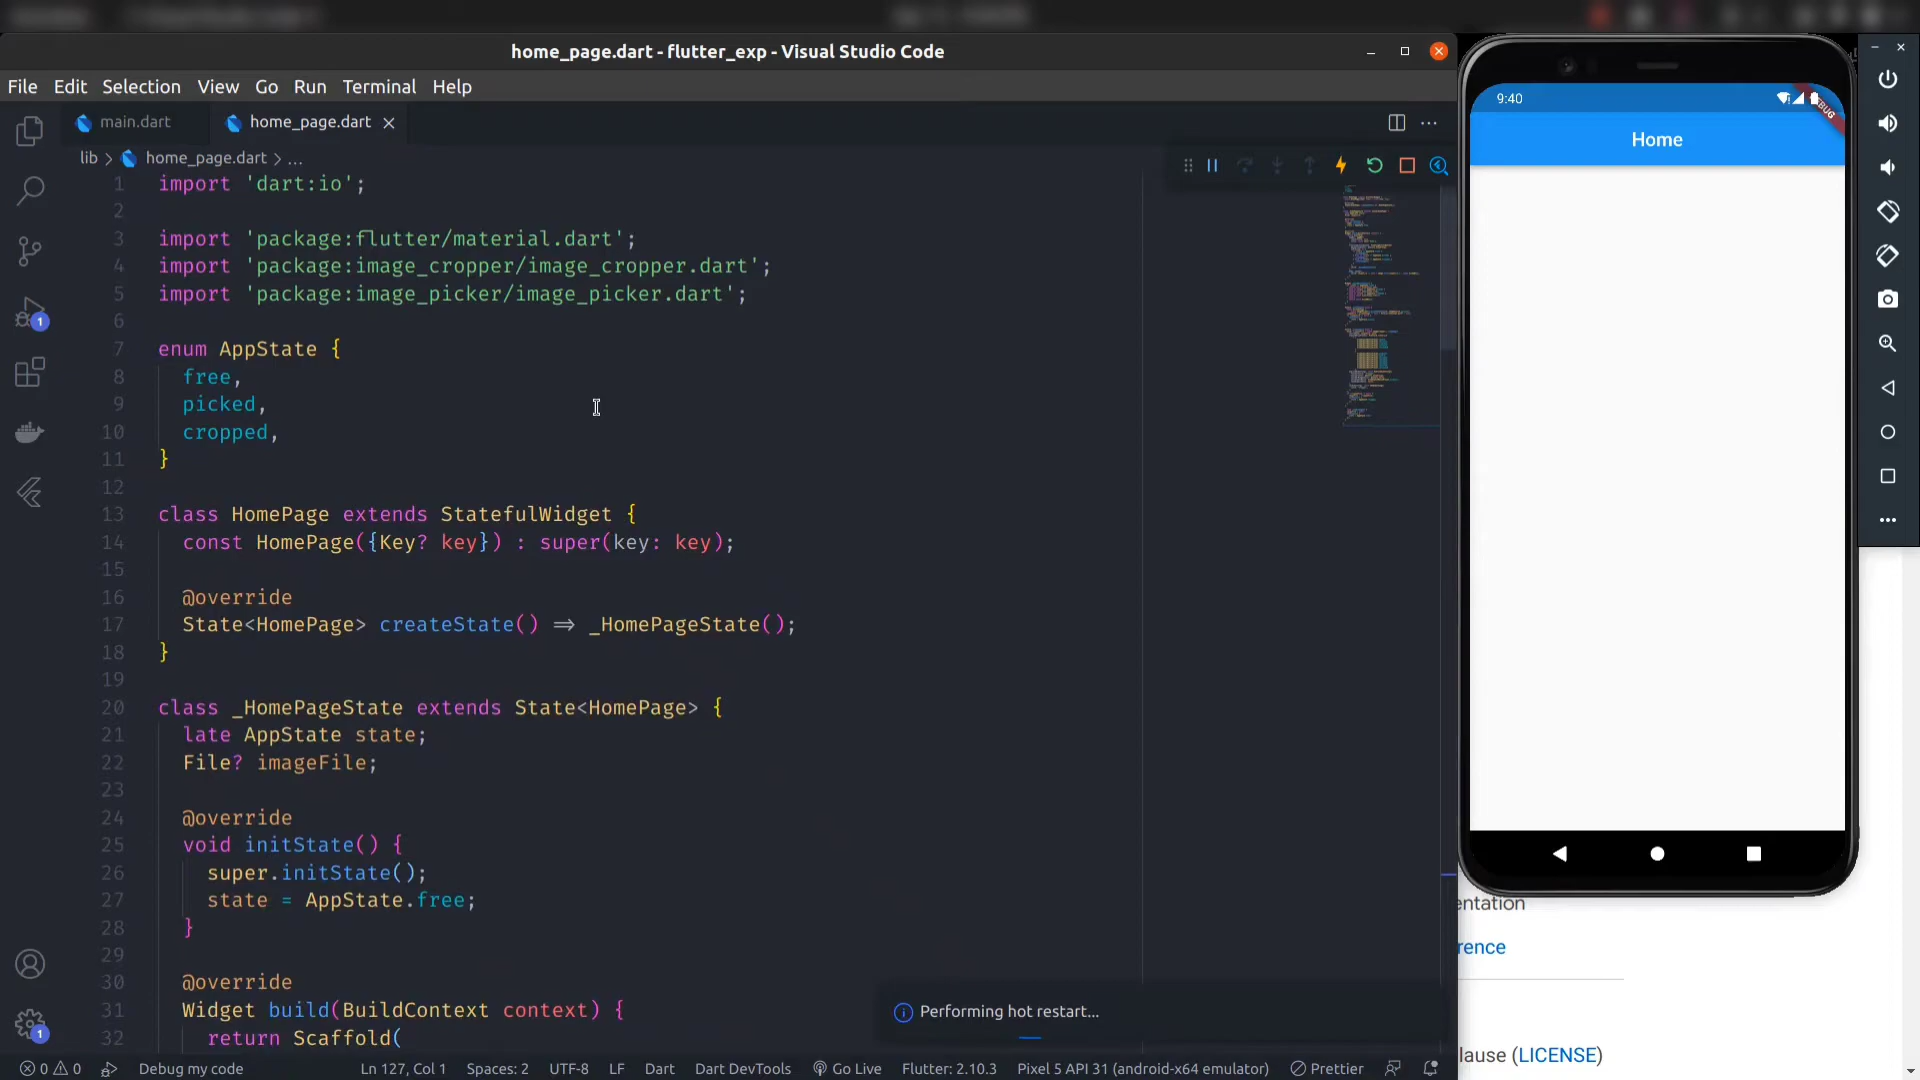 home_page.dart - flutter_exp - Visual Studio Code
File Edit Selection View Go Run Terminal Help
main.dart
home_page.dart
lib > home_page.dart > ...
1 import 'dart:io';
2
3 import 'package:flutter/material.dart';
4 import 'package:image_cropper/image_cropper.dart';
5 import 'package:image_picker/image_picker.dart';
6
7 enum AppState {
8 free,
9 picked,
10 cropped,
11 }
12
13 class HomePage extends StatefulWidget {
14 const HomePage({Key? key}) : super(key: key);
15
16 @override
17 State<HomePage> createState() => _HomePageState();
18 }
19
20 class _HomePageState extends State<HomePage> {
21 late AppState state;
22 File? imageFile;
23
24 @override
25 void initState() {
26 super.initState();
27 state = AppState.free;
28 }
29
30 @override
31 Widget build(BuildContext context) {
32 return Scaffold(
1
1
Performing hot restart...
0 0 Debug my code Ln 127, Col 1 Spaces: 2 UTF-8 LF Dart Dart DevTools Go Live Flutter: 2.10.3 Pixel 5 API 31 (android-x64 emulator) Prettier
9:40
Home
entation
rence
lause (LICENSE)